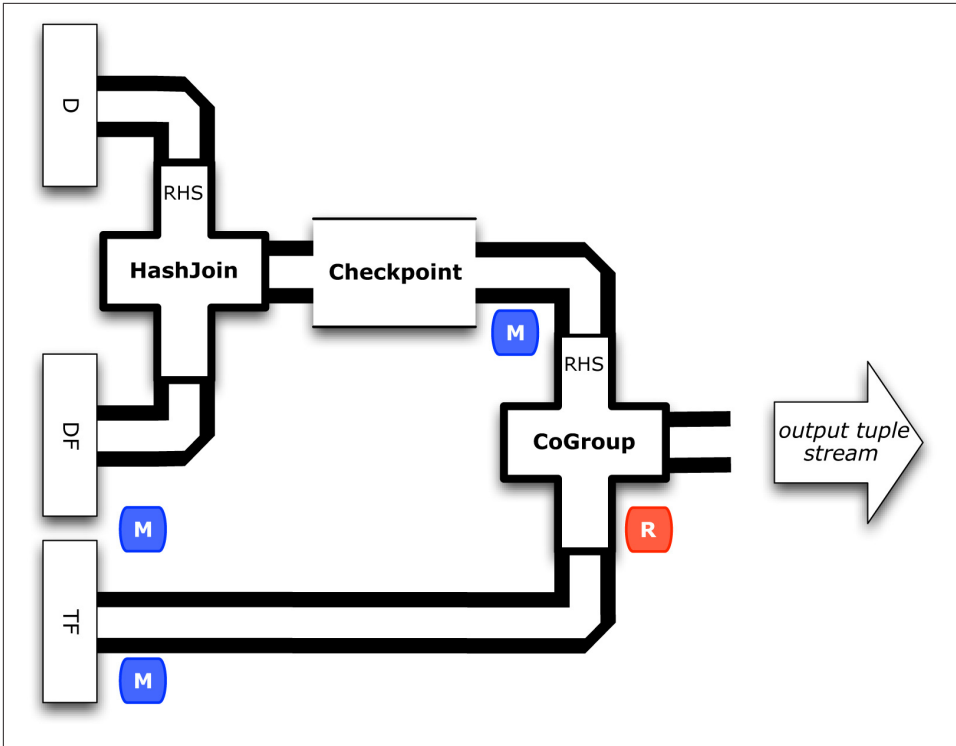 D
RHS
HashJoin
Checkpoint
M
RHS
DF
CoGroup
output tuple
stream
M
R
TF
M